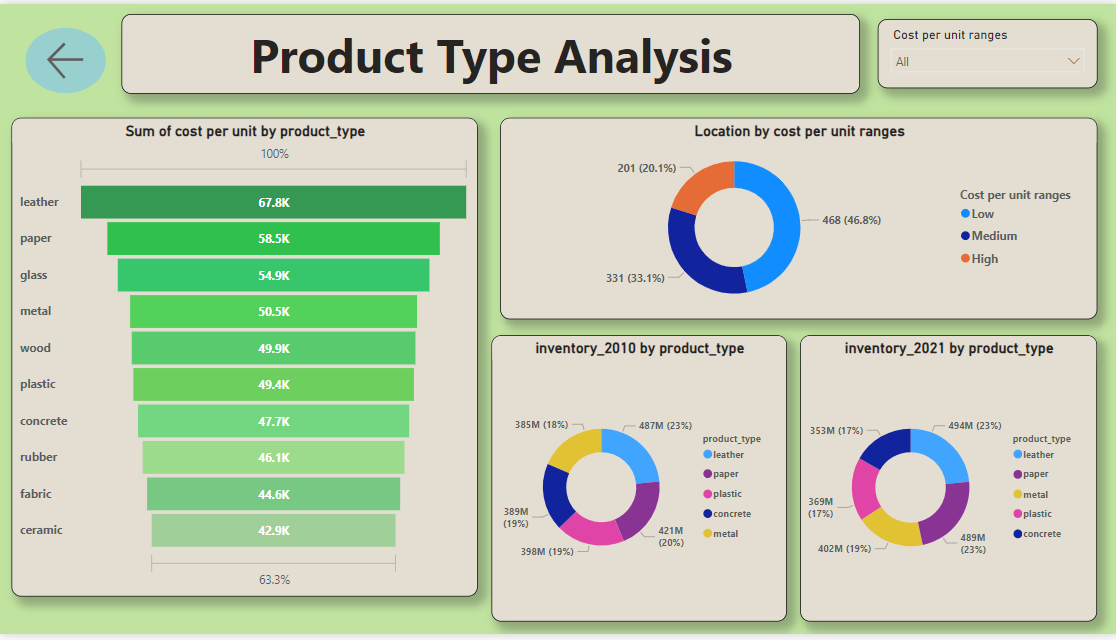 Product Type Analysis
Cost per unit ranges
All
Sum of cost per unit by product_type
100%
leather 67.8K
paper 58.5K
glass 54.9K
metal 50.5K
wood 49.9K
plastic 49.4K
concrete 47.7K
rubber 46.1K
fabric 44.6K
ceramic 42.9K
63.3%
Location by cost per unit ranges
201 (20.1%)
468 (46.8%)
331 (33.1%)
Cost per unit ranges
Low
Medium
High
inventory_2010 by product_type
385M (18%)
487M (23%)
389M
(19%)
421M
(20%)
398M (19%)
product_type
leather
paper
plastic
concrete
metal
inventory_2021 by product_type
353M (17%)
494M (23%)
369M
(17%)
489M
(23%)
402M (19%)
product_type
leather
paper
metal
plastic
concrete